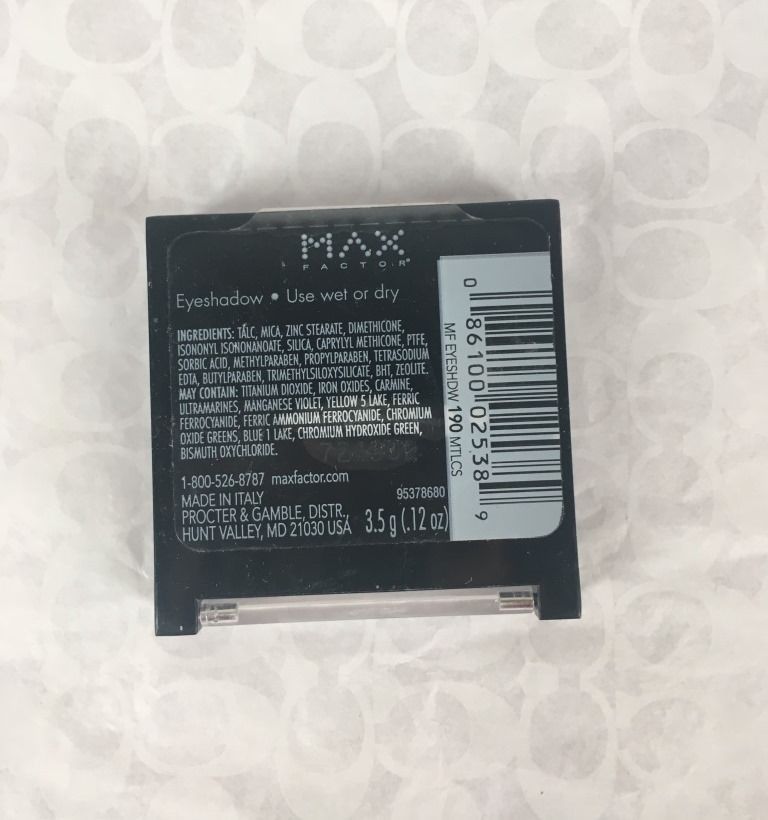 MAX
FACTOR
Eyeshadow • Use wet or dry
INGREDIENTS: TALC, MICA, ZINC STEARATE, DIMETHICONE,
ISONONYL ISONONANOATE, SILICA, CAPRYLYL METHICONE, PTFE,
SORBIC ACID, METHYLPARABEN, PROPYLPARABEN, TETRASODIUM
EDTA, BUTYLPARABEN, TRIMETHYLSILOXYSILICATE, BHT, ZEOLITE.
MAY CONTAIN: TITANIUM DIOXIDE, IRON OXIDES, CARMINE,
ULTRAMARINES, MANGANESE VIOLET, YELLOW 5 LAKE, FERRIC
FERROCYANIDE, FERRIC AMMONIUM FERROCYANIDE, CHROMIUM
OXIDE GREENS, BLUE 1 LAKE, CHROMIUM HYDROXIDE GREEN,
BISMUTH OXYCHLORIDE.
1-800-526-8787 maxfactor.com
MADE IN ITALY
95378680
PROCTER & GAMBLE, DISTR.,
HUNT VALLEY, MD 21030 USA
3.5 g (.12 oz)
MF EYESHDW 190 MTLCS
0 86100 02538 9